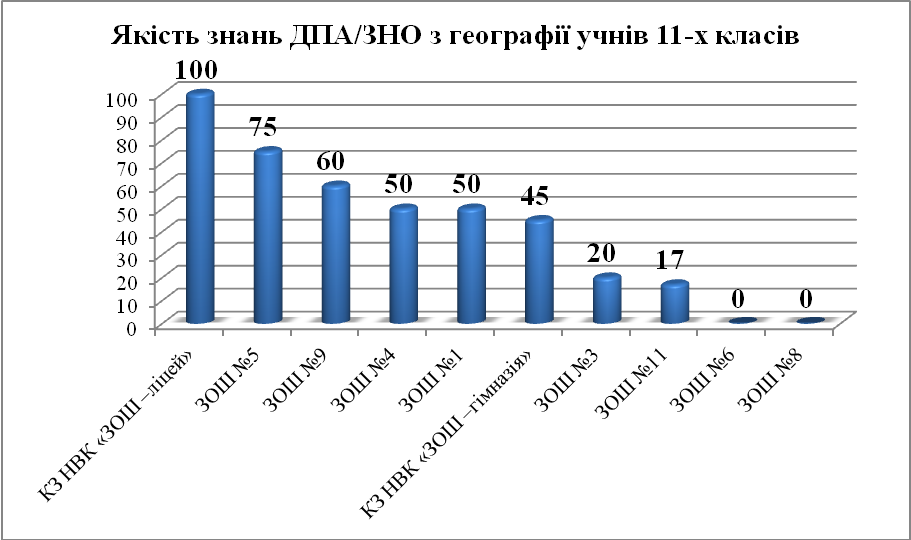 Якість знань ДПА/ЗНО з географії учнів 11-х класів
100
75
60
50
50
45
20
17
0
0
100
90
80
70
60
50
40
30
20
10
0
КЗ НВК «ЗОШ –ліцей»
ЗОШ №5
ЗОШ №9
ЗОШ №4
ЗОШ №1
КЗ НВК «ЗОШ –гімназія»
ЗОШ №3
ЗОШ №11
ЗОШ №6
ЗОШ №8